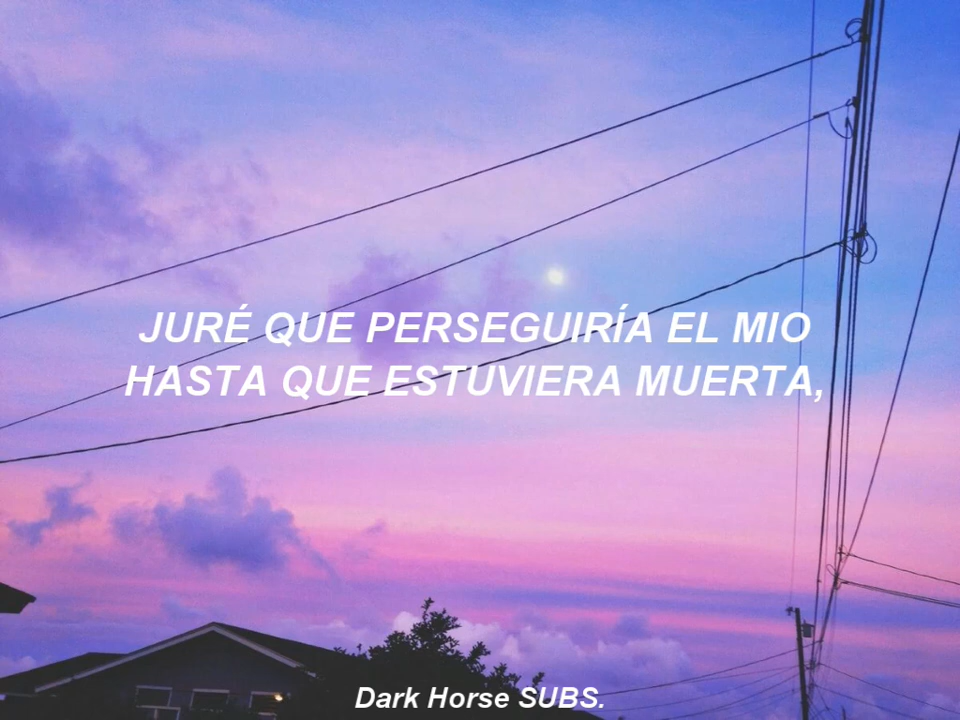 JURÉ QUE PERSEGUIRÍA EL MIO
HASTA QUE ESTUVIERA MUERTA,
Dark Horse SUBS.